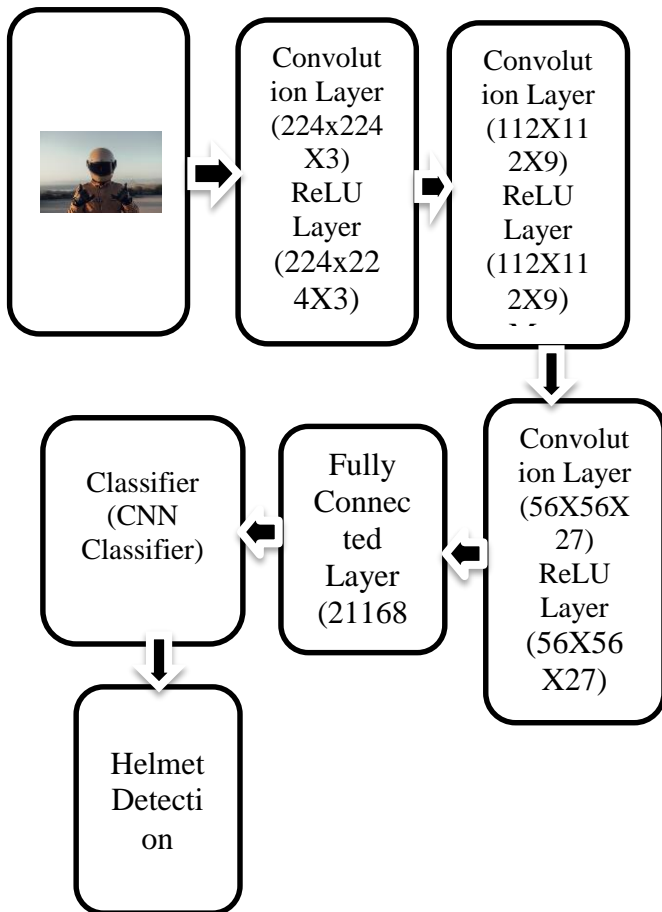 Convolut
ion Layer
(224x224
X3)
ReLU
Layer
(224x22
4X3)
Convolut
ion Layer
(112X11
2X9)
ReLU
Layer
(112X11
2X9)
Convolut
ion Layer
(56X56X
27)
ReLU
Layer
(56X56
X27)
Fully
Connec
ted
Layer
(21168
Classifier
(CNN
Classifier)
Helmet
Detecti
on